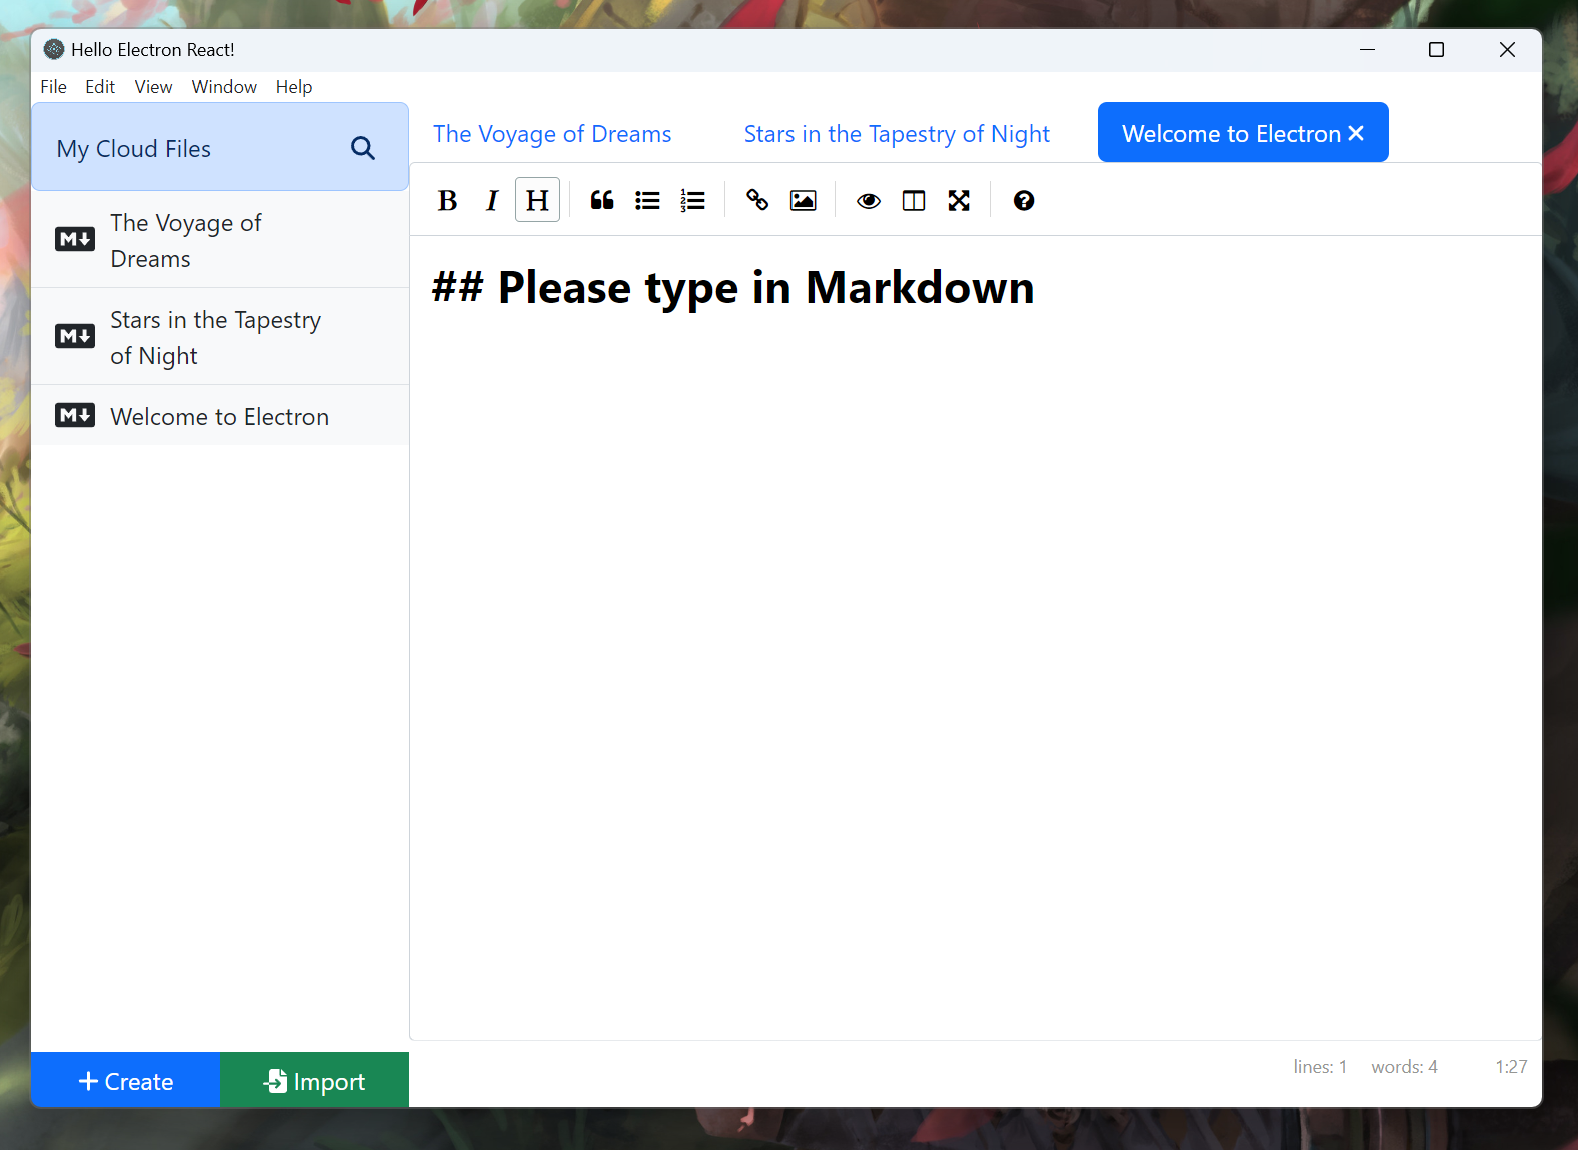 Hello Electron React!
File Edit View Window Help
My Cloud Files
The Voyage of
Dreams
Stars in the Tapestry
of Night
Welcome to Electron
Create
Import
The Voyage of Dreams
Stars in the Tapestry of Night
Welcome to Electron
B I H
## Please type in Markdown
lines: 1 words: 4 1:27